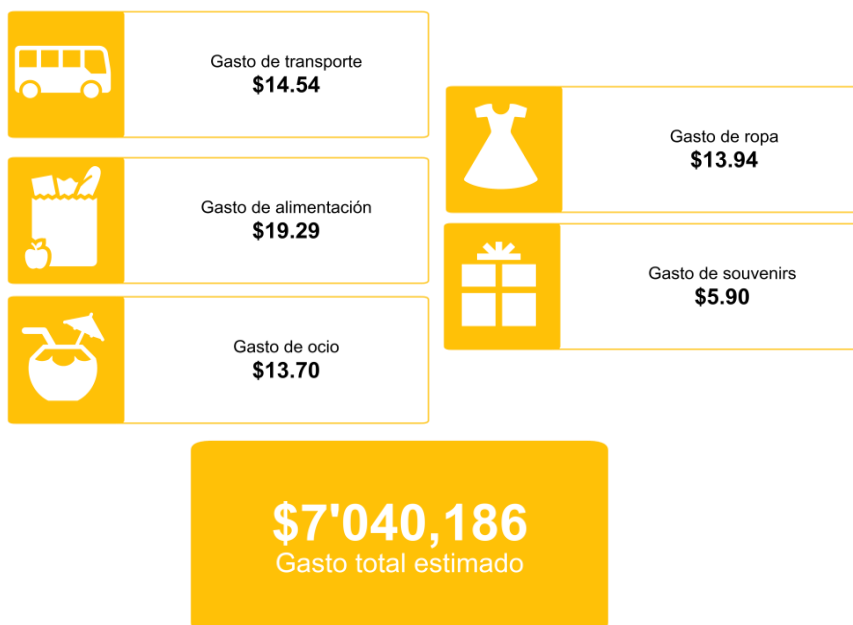 Gasto de transporte
$14.54
Gasto de alimentación
$19.29
Gasto de ocio
$13.70
Gasto de ropa
$13.94
Gasto de souvenirs
$5.90
$7'040,186
Gasto total estimado